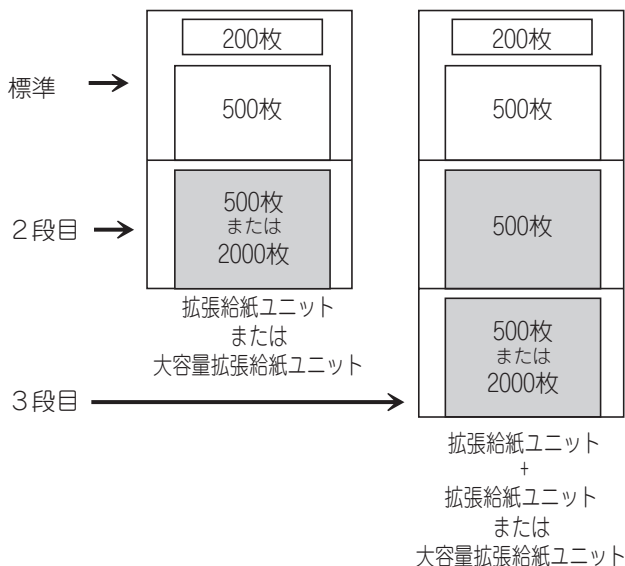 標準
200枚
500枚
2段目
500枚
または
2000枚
拡張給紙ユニット
または
大容量拡張給紙ユニット
200枚
500枚
500枚
3段目
500枚
または
2000枚
拡張給紙ユニット
+
拡張給紙ユニット
または
大容量拡張給紙ユニット